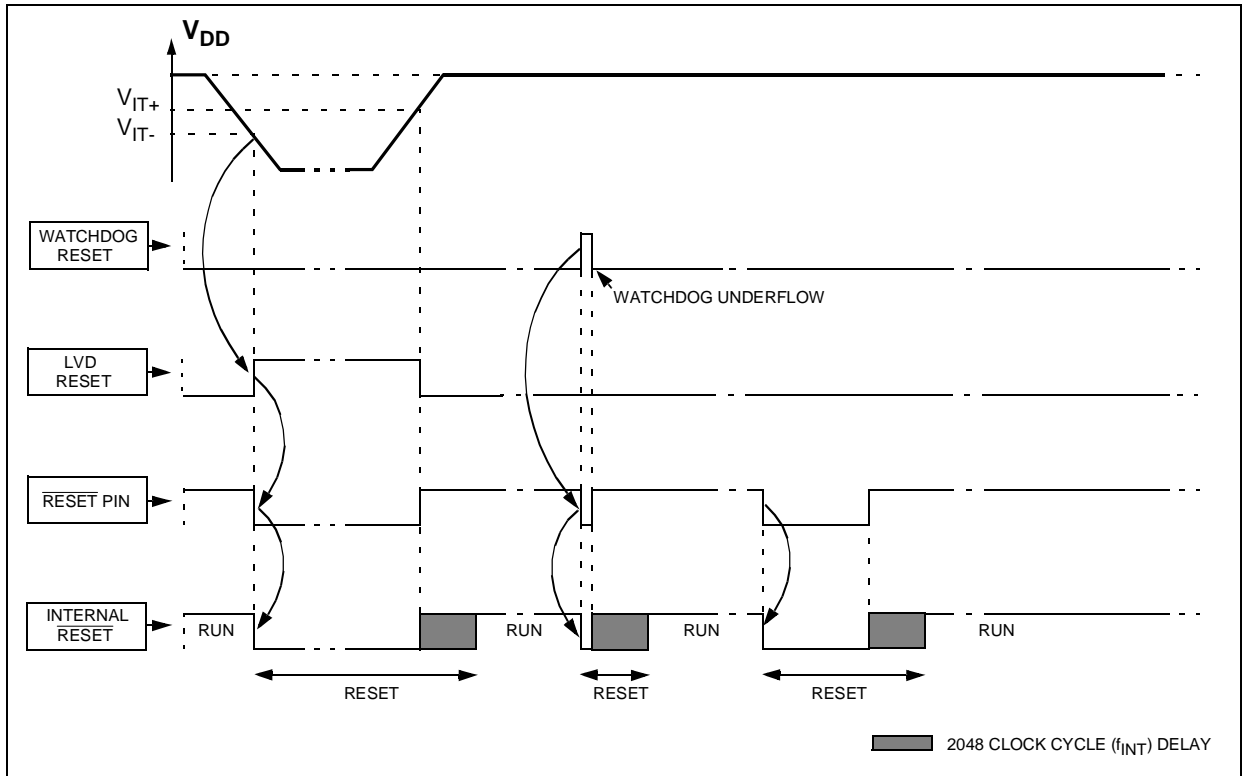 VDD
VIT+
VIT-
WATCHDOG
RESET
WATCHDOG UNDERFLOW
LVD
RESET
RESET PIN
INTERNAL
RESET
RUN
RUN
RUN
RUN
RESET
RESET
RESET
2048 CLOCK CYCLE (fINT) DELAY